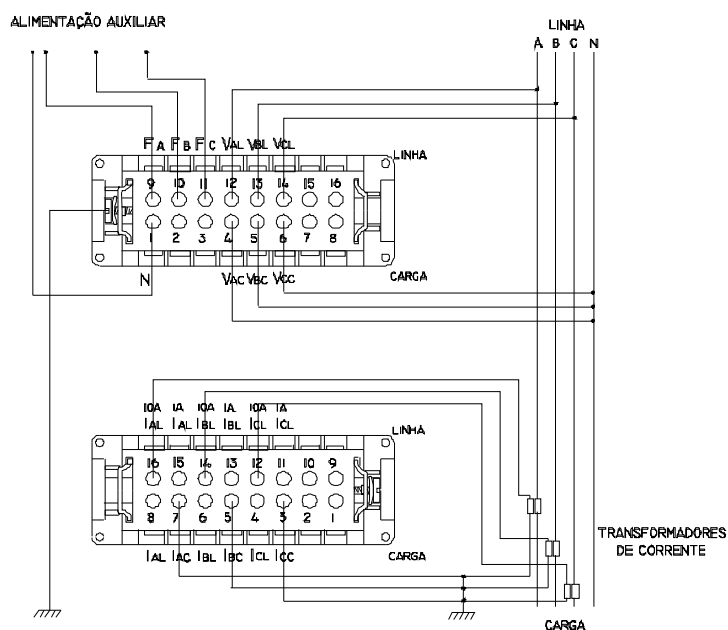 ALIMENTAÇÃO AUXILIAR
LINHA
A B C N
FA FB FC VAL VBL VCL
LINHA
9 10 11 12 13 14 15 16
1 2 3 4 5 6 7 8
N VAC VBC VCC
CARGA
10A 1A 10A 1A 10A 1A
IAL IAL IBL IBL ICL ICL
LINHA
16 15 14 13 12 11 10 9
8 7 6 5 4 3 2 1
IAL IAC IBL IBC ICL ICC
CARGA
TRANSFORMADORES
DE CORRENTE
CARGA